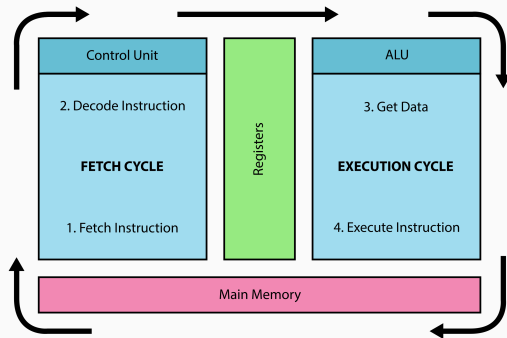 Control Unit
2. Decode Instruction
FETCH CYCLE
1. Fetch Instruction
Registers
ALU
3. Get Data
EXECUTION CYCLE
4. Execute Instruction
Main Memory